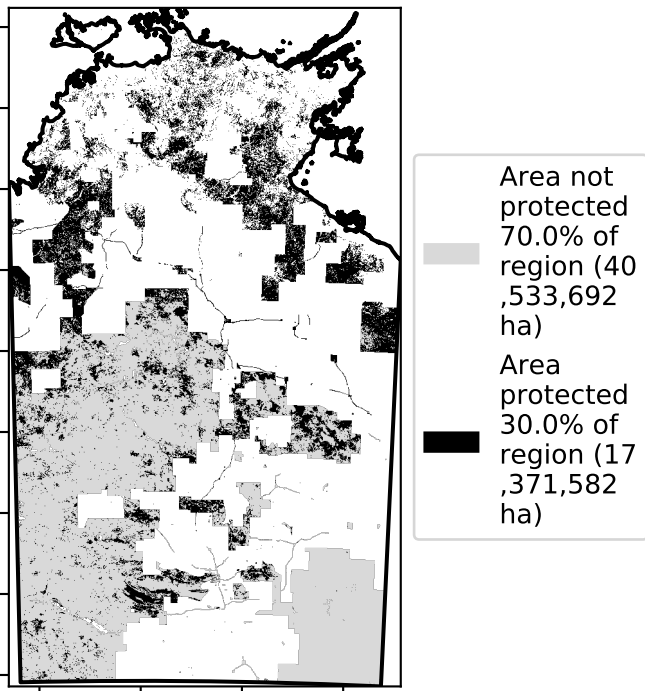 Area not
protected
70.0% of
region (40
,533,692
ha)
Area
protected
30.0% of
region (17
,371,582
ha)